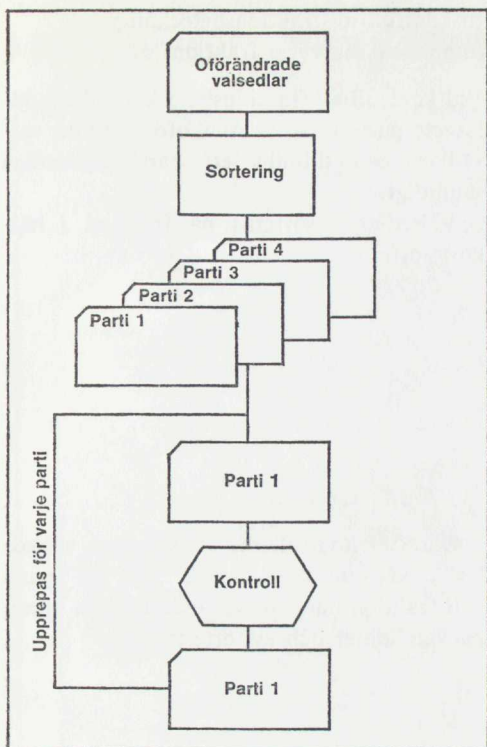 Oförändrade
valsedlar
Sortering
Parti 4
Parti 3
Parti 2
Parti 1
Upprepas för varje parti
Parti 1
Kontroll
Parti 1